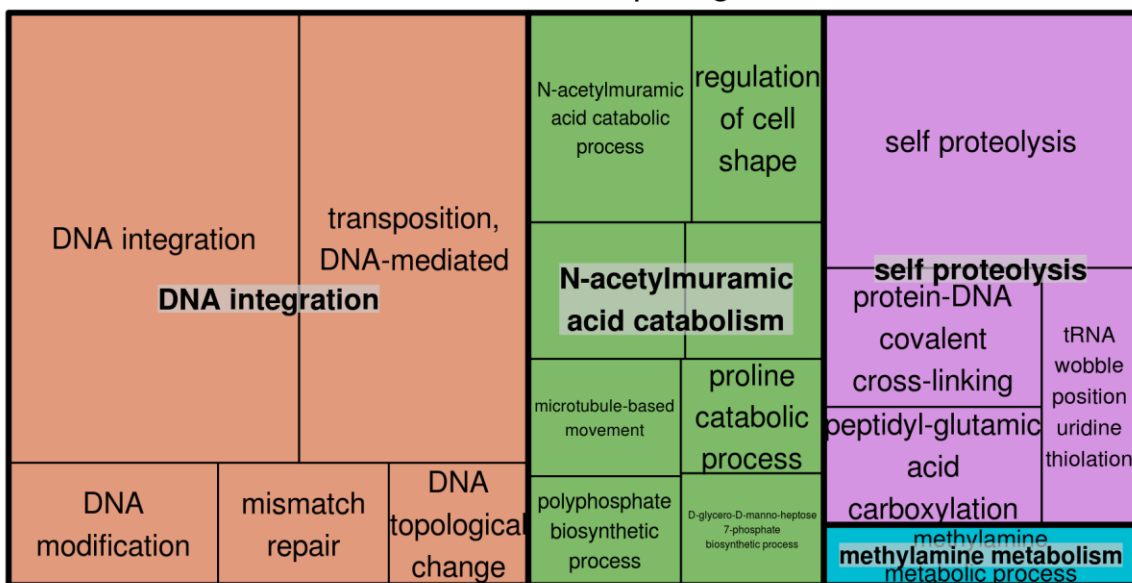 DNA integration
transposition,
DNA-mediated
DNA integration
DNA
modification
mismatch
repair
DNA
topological
change
N-acetylmuramic
acid catabolic
process
regulation
of cell
shape
N-acetylmuramic
acid catabolism
microtubule-based
movement
proline
catabolic
process
polyphosphate
biosynthetic
process
D-glycero-D-manno-heptose
7-phosphate
biosynthetic process
self proteolysis
self proteolysis
protein-DNA
covalent
cross-linking
tRNA
wobble
position
uridine
thiolation
peptidyl-glutamic
acid
carboxylation
methylamine
methylamine metabolism
metabolic process